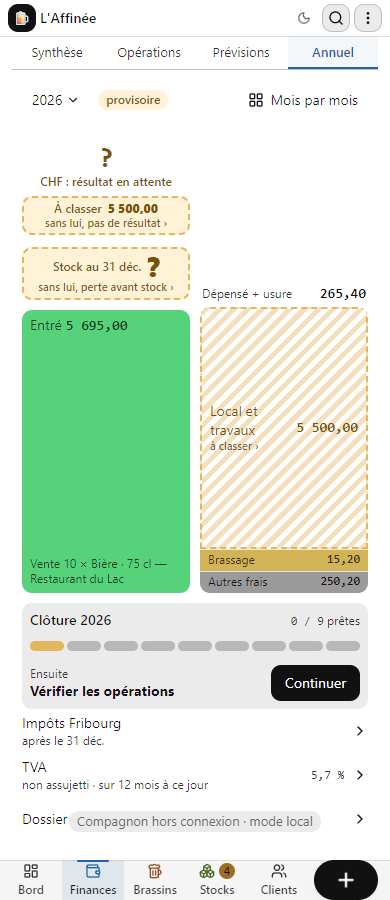 L'Affinée
Synthèse Opérations Prévisions Annuel
2026 provisoire Mois par mois
?
CHF : résultat en attente
À classer 5 500,00
sans lui, pas de résultat ›
Stock au 31 déc. ?
sans lui, perte avant stock ›
Dépensé + usure 265,40
Entré 5 695,00
Local et
travaux 5 500,00
à classer ›
Vente 10 × Bière · 75 cl —
Restaurant du Lac
Brassage 15,20
Autres frais 250,20
Clôture 2026 0 / 9 prêtes
Ensuite
Vérifier les opérations
Continuer
Impôts Fribourg
après le 31 déc.
TVA
non assujetti · sur 12 mois à ce jour 5,7 %
Dossier Compagnon hors connexion · mode local
4
Bord Finances Brassins Stocks Clients